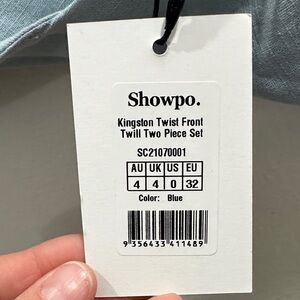 Showpo.
Kingston Twist Front
Twill Two Piece Set
SC21070001
AU UK US EU
4 4 0 32
Color: Blue
9 356433 411489